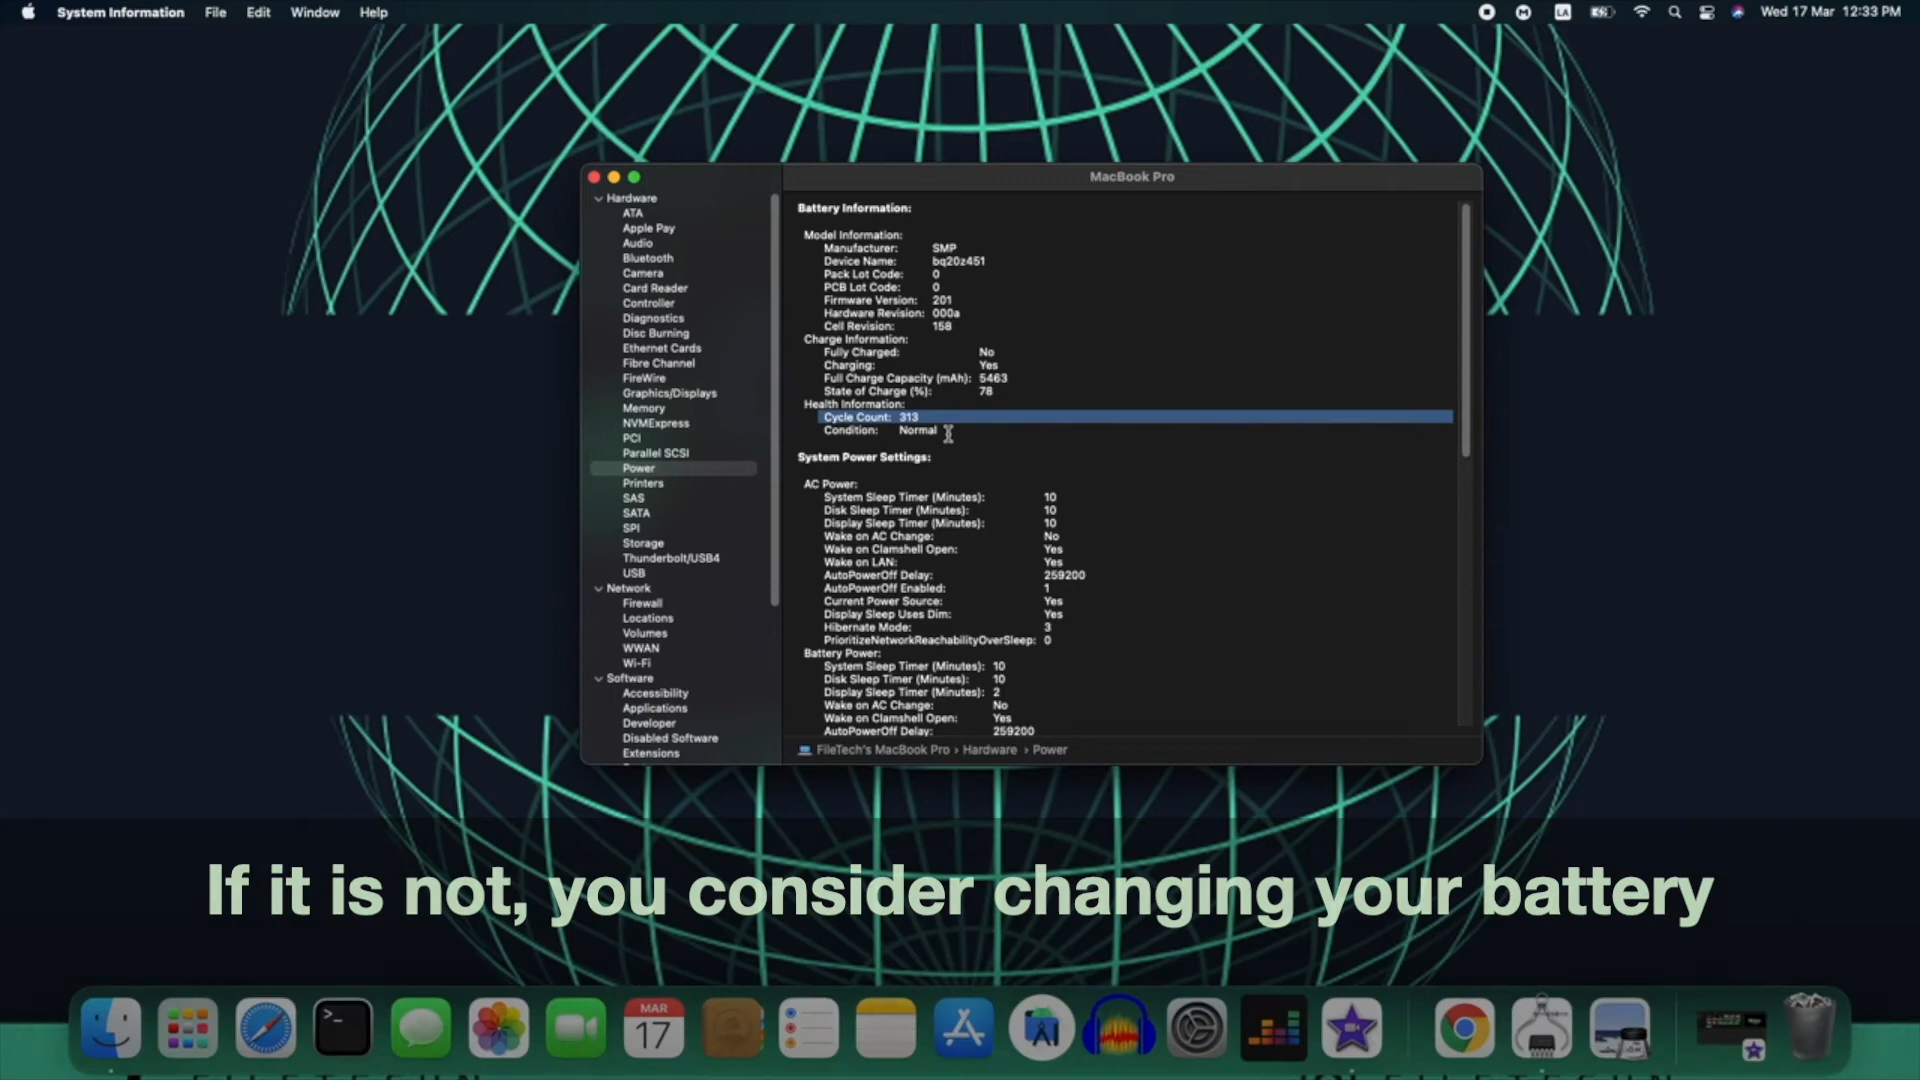 System Information File Edit Window Help
LA
Wed 17 Mar 12:33 PM
MacBook Pro
Hardware
ATA
Apple Pay
Audio
Bluetooth
Camera
Card Reader
Controller
Diagnostics
Disc Burning
Ethernet Cards
Fibre Channel
FireWire
Graphics/Displays
Memory
NVMExpress
PCI
Parallel SCSI
Power
Printers
SAS
SATA
SPI
Storage
Thunderbolt/USB4
USB
Network
Firewall
Locations
Volumes
WWAN
Wi-Fi
Software
Accessibility
Applications
Developer
Disabled Software
Extensions
Battery Information:
Model Information:
Manufacturer: SMP
Device Name: bq20z451
Pack Lot Code: 0
PCB Lot Code: 0
Firmware Version: 201
Hardware Revision: 000a
Cell Revision: 158
Charge Information:
Fully Charged: No
Charging: Yes
Full Charge Capacity (mAh): 5463
State of Charge (%): 78
Health Information:
Cycle Count: 313
Condition: Normal
System Power Settings:
AC Power:
System Sleep Timer (Minutes): 10
Disk Sleep Timer (Minutes): 10
Display Sleep Timer (Minutes): 10
Wake on AC Change: No
Wake on Clamshell Open: Yes
Wake on LAN: Yes
AutoPowerOff Delay: 259200
AutoPowerOff Enabled: 1
Current Power Source: Yes
Display Sleep Uses Dim: Yes
Hibernate Mode: 3
PrioritizeNetworkReachabilityOverSleep: 0
Battery Power:
System Sleep Timer (Minutes): 10
Disk Sleep Timer (Minutes): 10
Display Sleep Timer (Minutes): 2
Wake on AC Change: No
Wake on Clamshell Open: Yes
AutoPowerOff Delay: 259200
FileTech's MacBook Pro › Hardware › Power
If it is not, you consider changing your battery
MAR
17